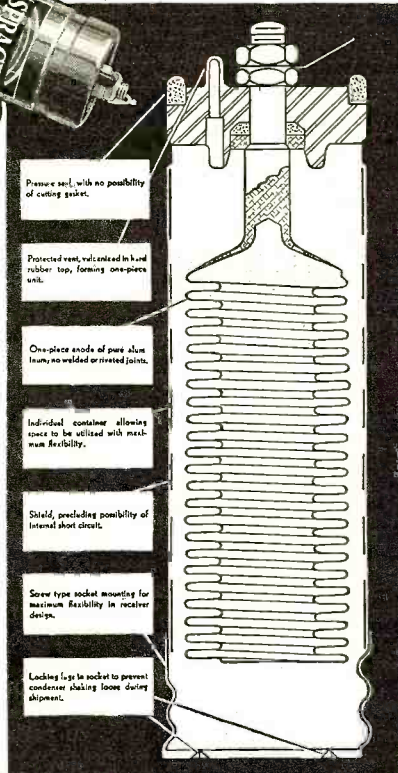 SPRAG
Pressure seal, with no possibility
of cutting gasket.
Protected vent, vulcanized in hard
rubber top, forming one-piece
unit.
One-piece anode of pure alum
inum; no welded or riveted joints.
Individual container allowing
space to be utilized with maxi-
mum flexibility.
Shield, precluding possibility of
internal short circuit.
Screw type socket mounting for
maximum flexibility in receiver
design.
Locking lugs in socket to prevent
condenser shaking loose during
shipment.